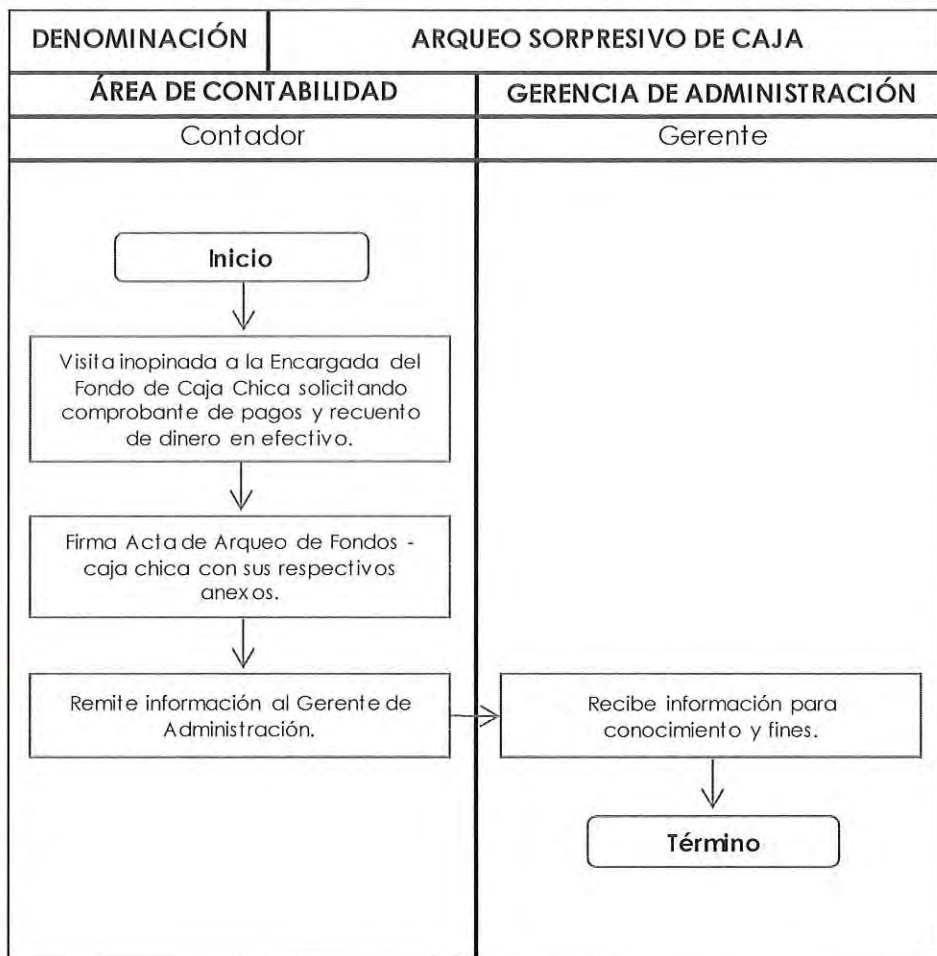 DENOMINACIÓN
ARQUEO SORPRESIVO DE CAJA
ÁREA DE CONTABILIDAD
GERENCIA DE ADMINISTRACIÓN
Contador
Gerente
Inicio
Visita inopinada a la Encargada del
Fondo de Caja Chica solicitando
comprobante de pagos y recuento
de dinero en efectivo.
Firma Acta de Arqueo de Fondos -
caja chica con sus respectivos
anexos.
Remite información al Gerente de
Administración.
Recibe información para
conocimiento y fines.
Término